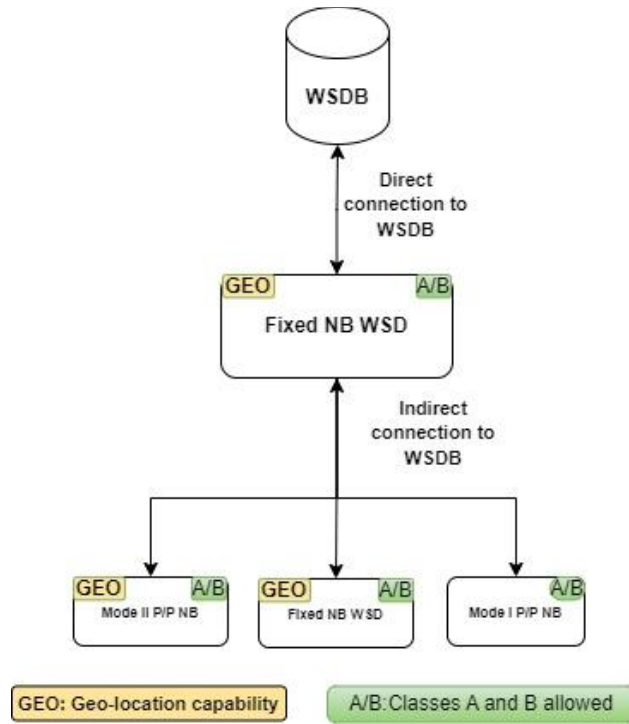 WSDB
Direct
connection to
WSDB
GEO
A/B
Fixed NB WSD
Indirect
connection to
WSDB
GEO
A/B
Mode II P/P NB
GEO
A/B
Fixed NB WSD
A/B
Mode I P/P NB
GEO: Geo-location capability
A/B:Classes A and B allowed